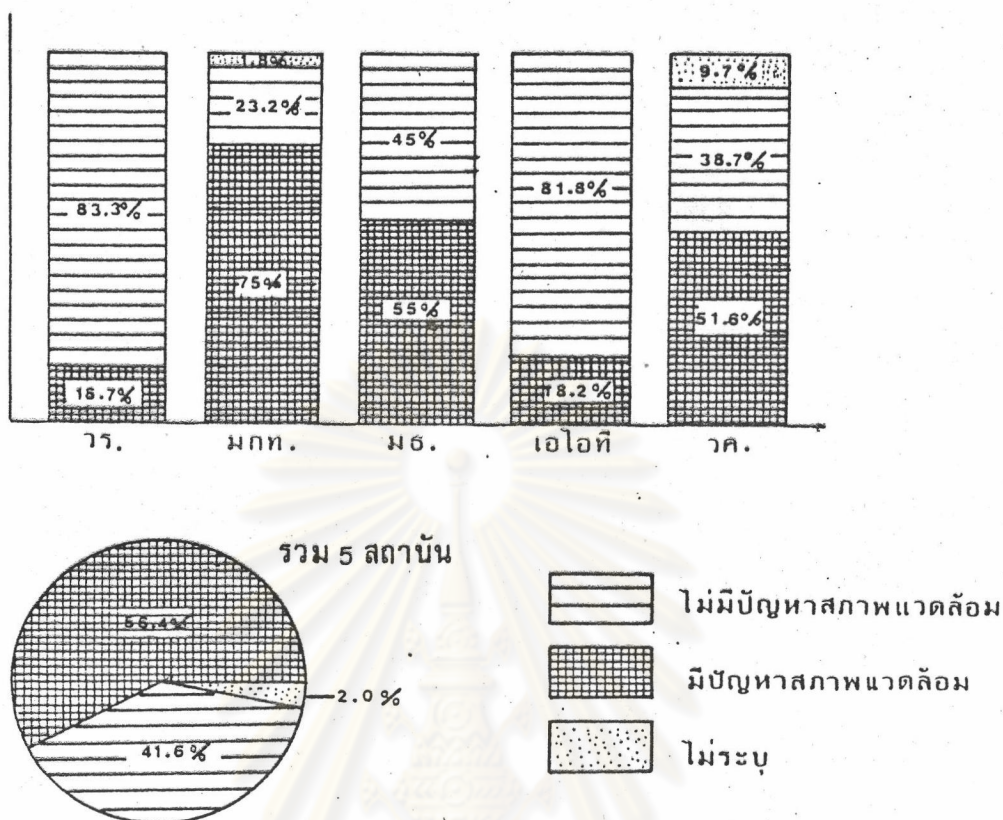 1.8%
9.7%
23.2%
45%
38.7%
81.8%
83.3%
75%
55%
51.6%
16.7%
18.2%
วร.
มกท.
มธ.
เอไอที
วค.
รวม 5 สถาบัน
56.4%
2.0%
41.6%
ไม่มีปัญหาสภาพแวดล้อม
มีปัญหาสภาพแวดล้อม
ไม่ระบุ